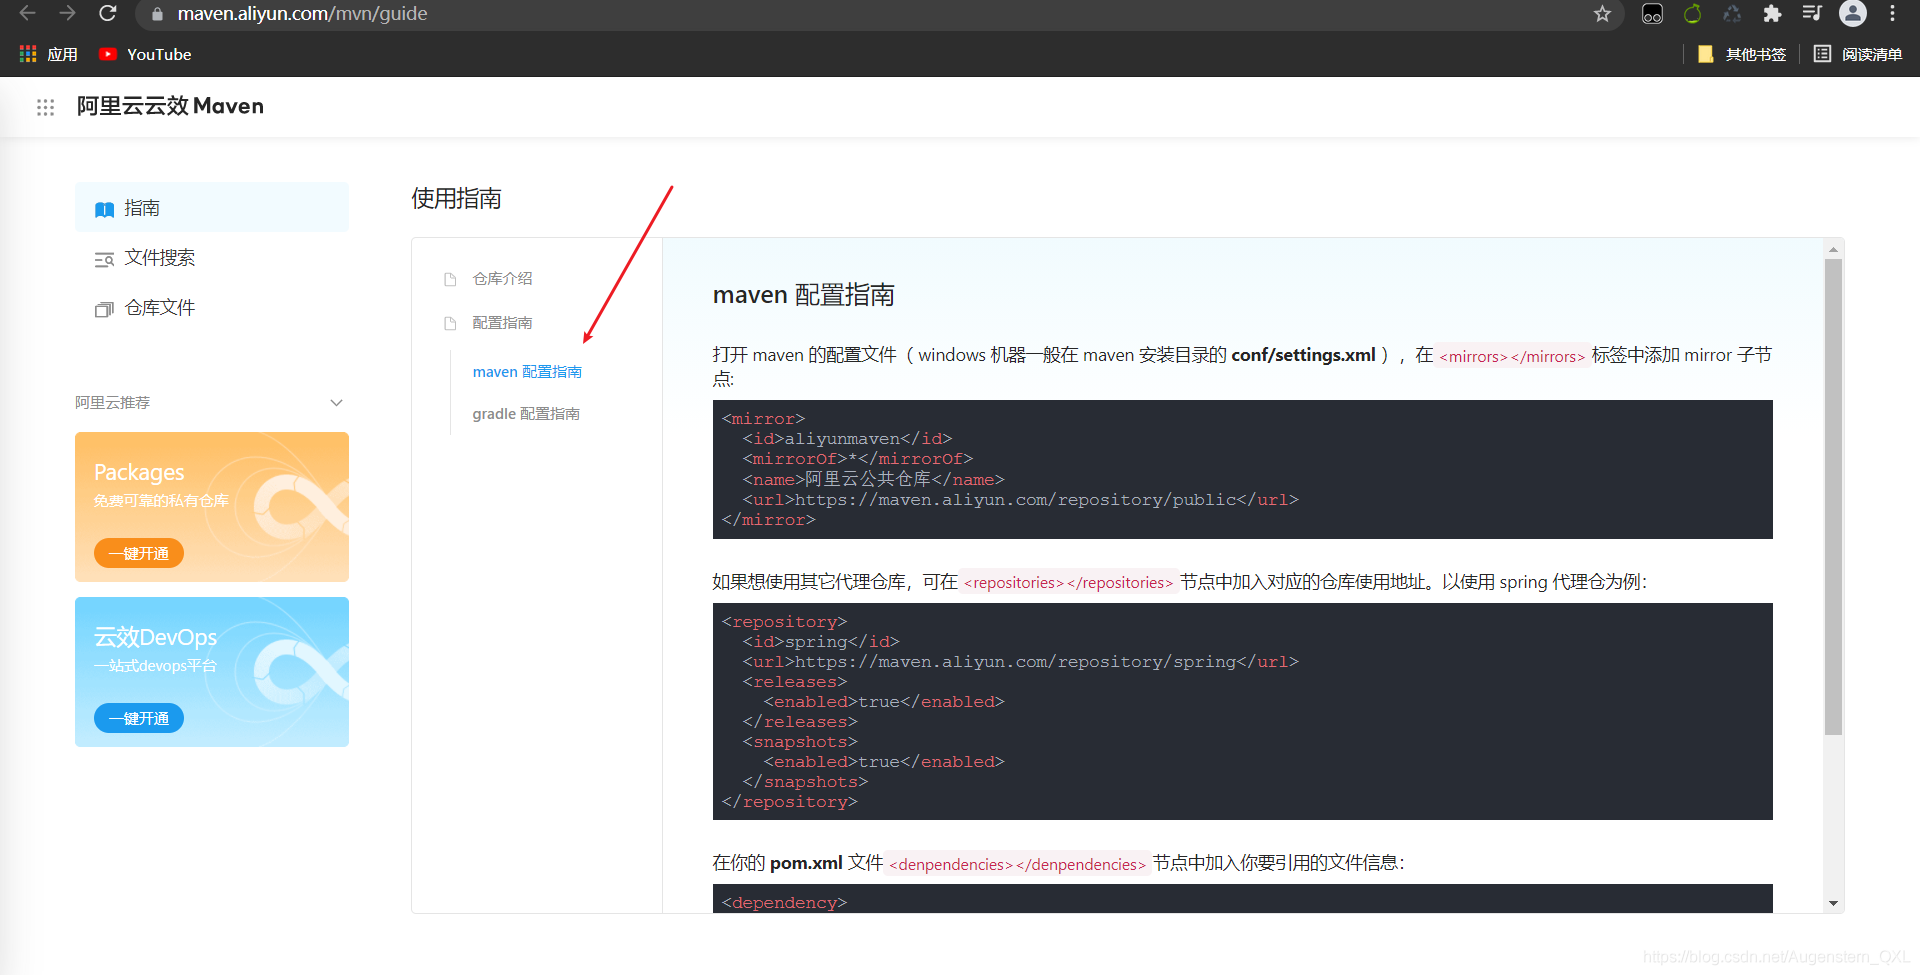 maven.aliyun.com/mvn/guide
应用 YouTube 其他书签 阅读清单
阿里云云效 Maven
指南
文件搜索
仓库文件
阿里云推荐
Packages
免费可靠的私有仓库
一键开通
云效DevOps
一站式devops平台
一键开通
使用指南
仓库介绍
配置指南
maven 配置指南
gradle 配置指南
maven 配置指南
打开 maven 的配置文件（ windows 机器一般在 maven 安装目录的 conf/settings.xml ），在 <mirrors></mirrors> 标签中添加 mirror 子节
点:
<mirror>
<id>aliyunmaven</id>
<mirrorOf>*</mirrorOf>
<name>阿里云公共仓库</name>
<url>https://maven.aliyun.com/repository/public</url>
</mirror>
如果想使用其它代理仓库，可在 <repositories></repositories> 节点中加入对应的仓库使用地址。以使用 spring 代理仓为例：
<repository>
<id>spring</id>
<url>https://maven.aliyun.com/repository/spring</url>
<releases>
<enabled>true</enabled>
</releases>
<snapshots>
<enabled>true</enabled>
</snapshots>
</repository>
在你的 pom.xml 文件 <denpendencies></denpendencies> 节点中加入你要引用的文件信息：
<dependency>
https://blog.csdn.net/Augenstern_QXL